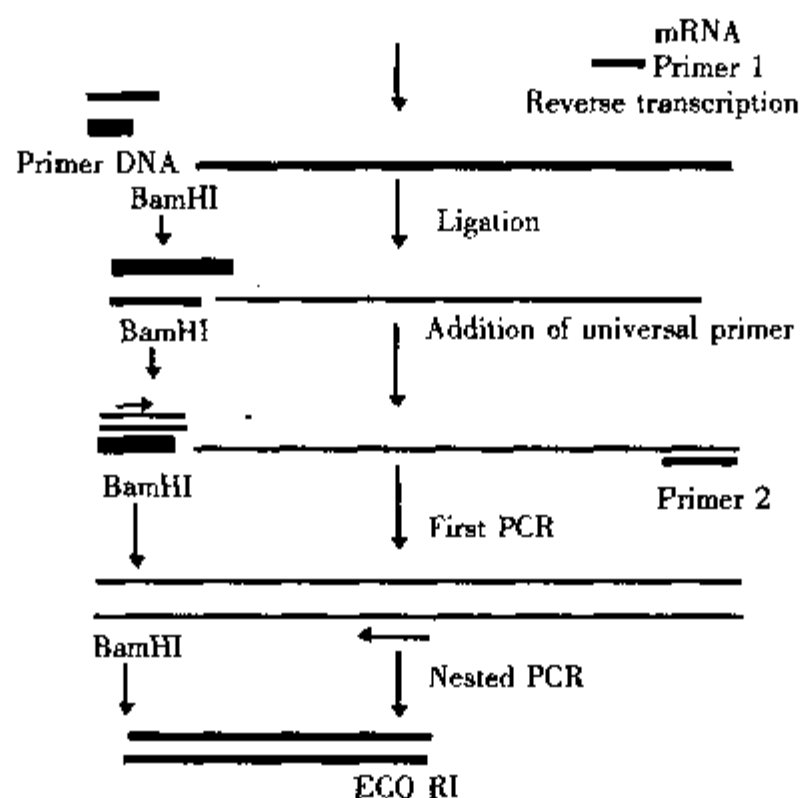 mRNA
Primer 1
Reverse transcription
Primer DNA
BamHI
Ligation
BamHI
Addition of universal primer
BamHI
Primer 2
First PCR
BamHI
Nested PCR
ECO RI